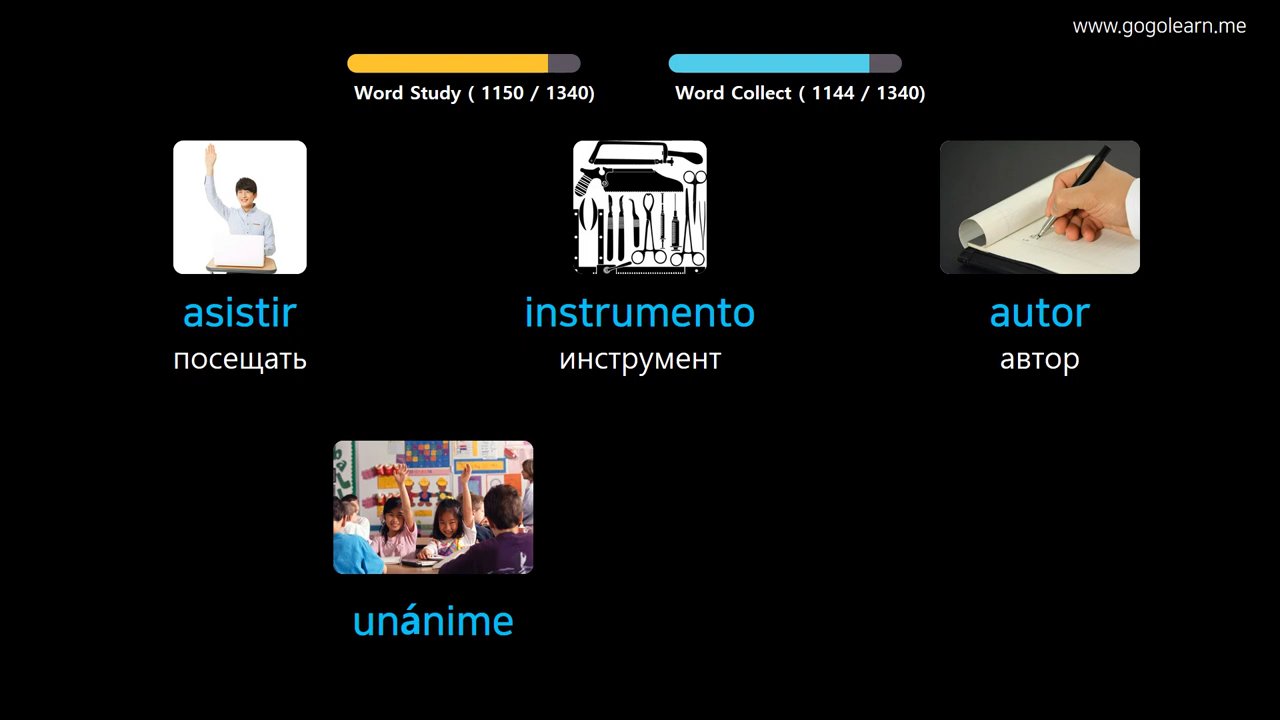 www.gogolearn.me
Word Study ( 1150 / 1340)
Word Collect ( 1144 / 1340)
asistir
instrumento
autor
посещать
инструмент
автор
unánime